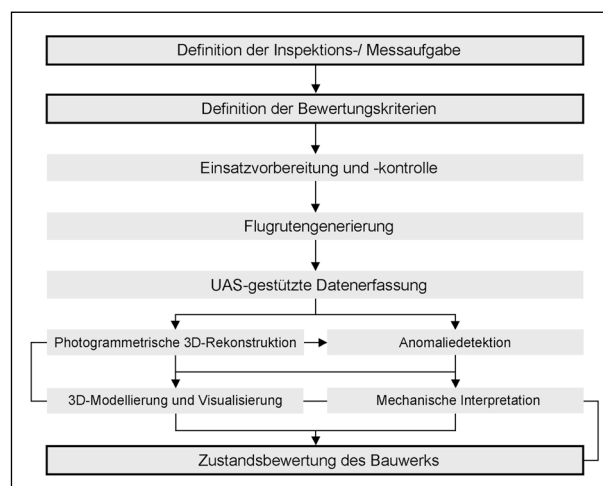 Definition der Inspektions-/ Messaufgabe
Definition der Bewertungskriterien
Einsatzvorbereitung und -kontrolle
Flugrutengenerierung
UAS-gestützte Datenerfassung
Photogrammetrische 3D-Rekonstruktion
Anomaliedetektion
3D-Modellierung und Visualisierung
Mechanische Interpretation
Zustandsbewertung des Bauwerks